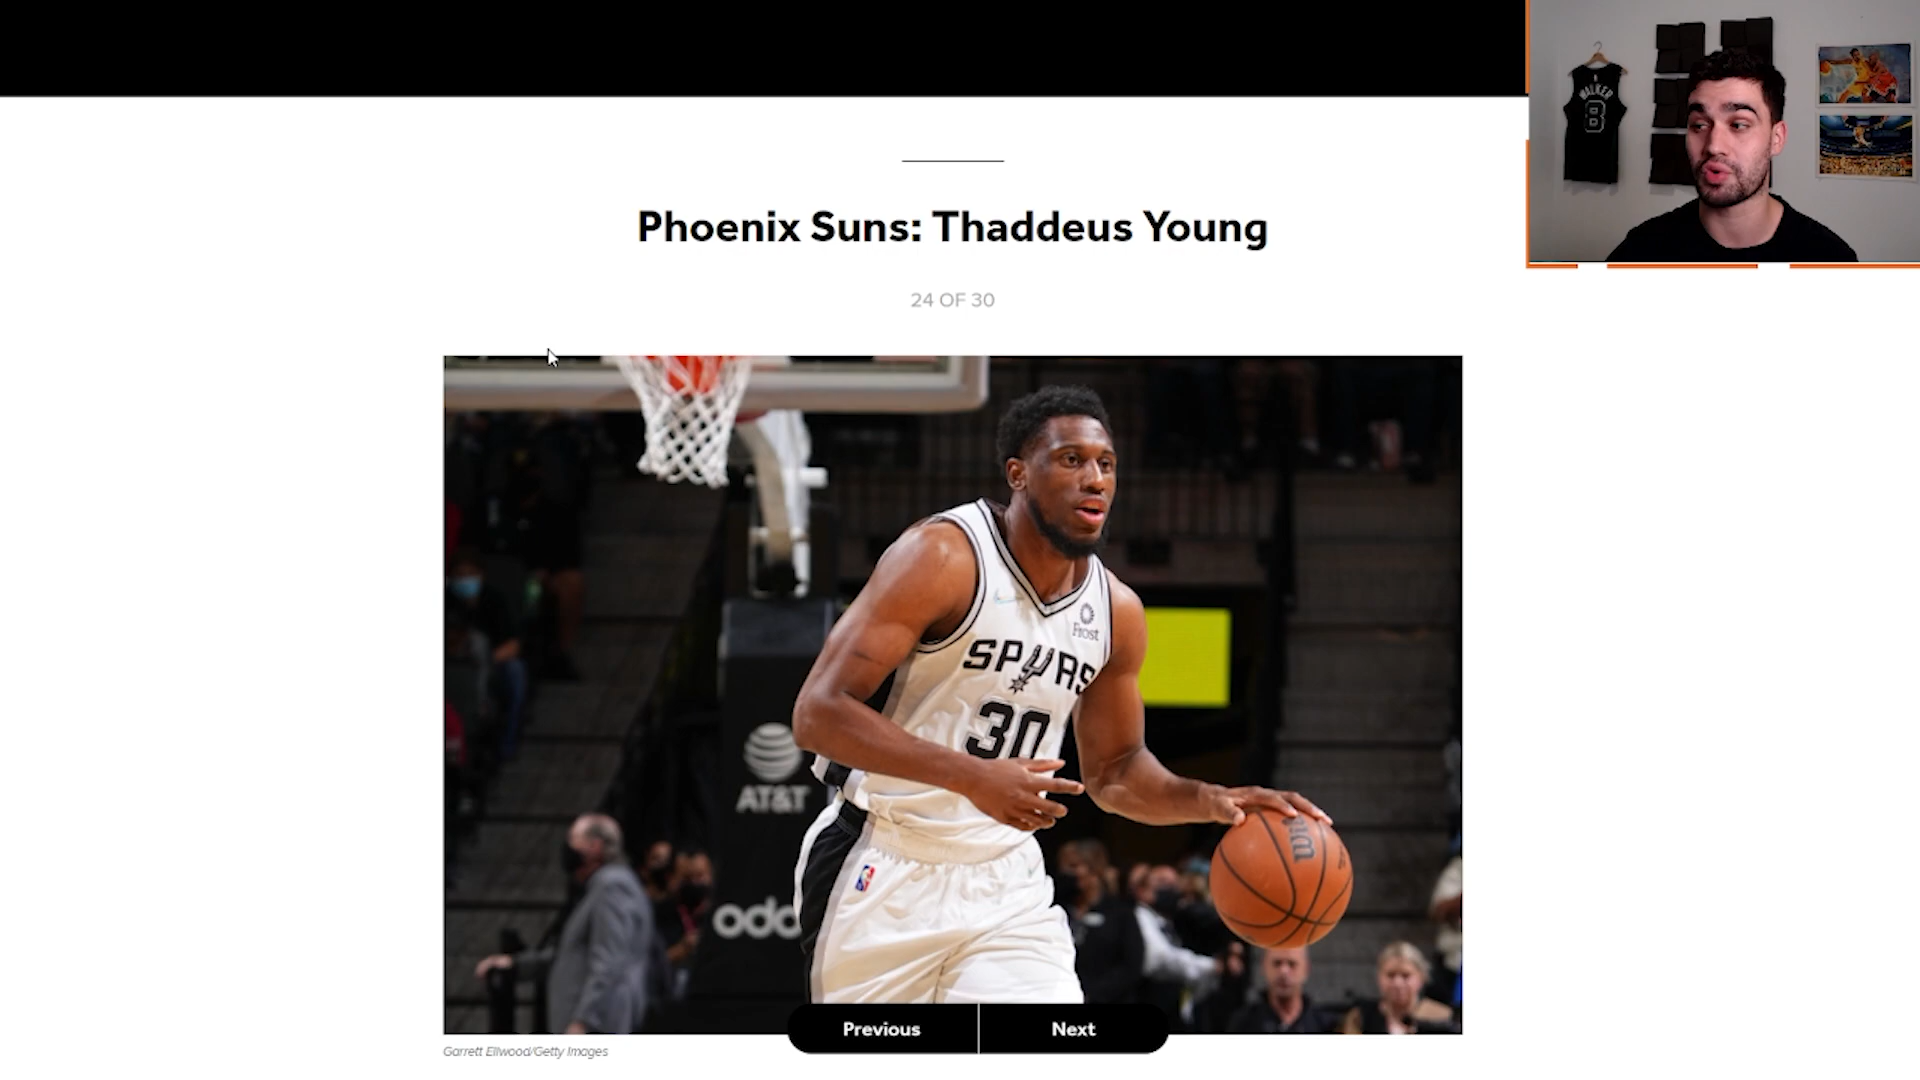 WALKER
8
Phoenix Suns: Thaddeus Young
24 OF 30
Frost
SPURS
30
AT&T
odd
Previous
Next
Garrett Ellwood/Getty Images